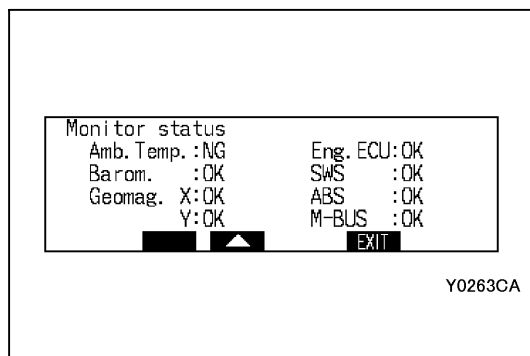 Monitor status
Amb.Temp.:NG Eng.ECU:OK
Barom. :OK SWS :OK
Geomag. X:OK ABS :OK
Y:OK M-BUS :OK
EXIT
Y0263CA